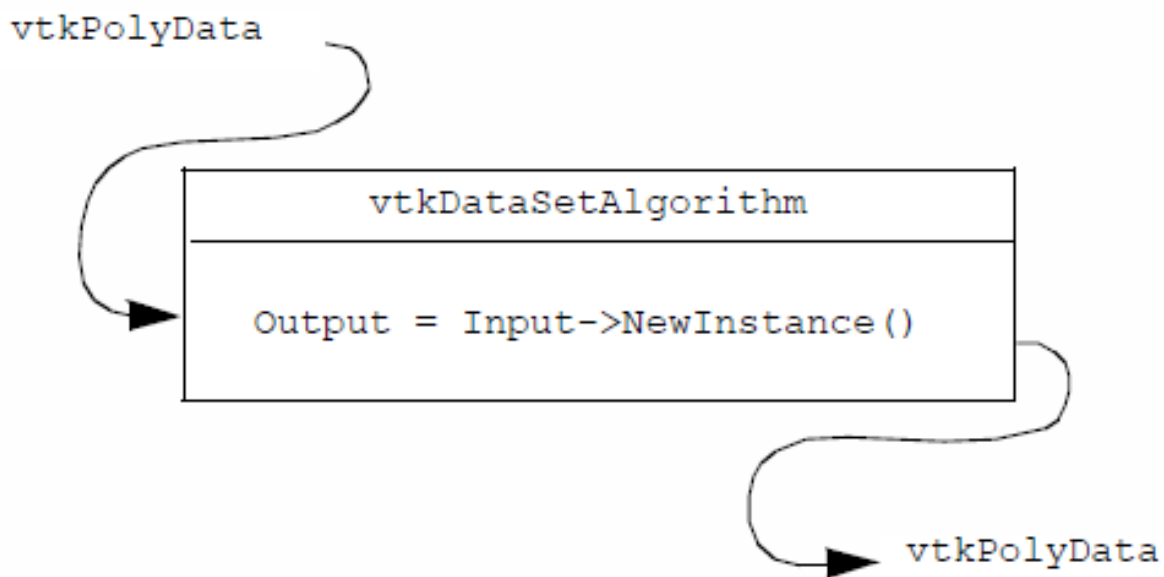 vtkPolyData
vtkDataSetAlgorithm
Output = Input->NewInstance()
vtkPolyData